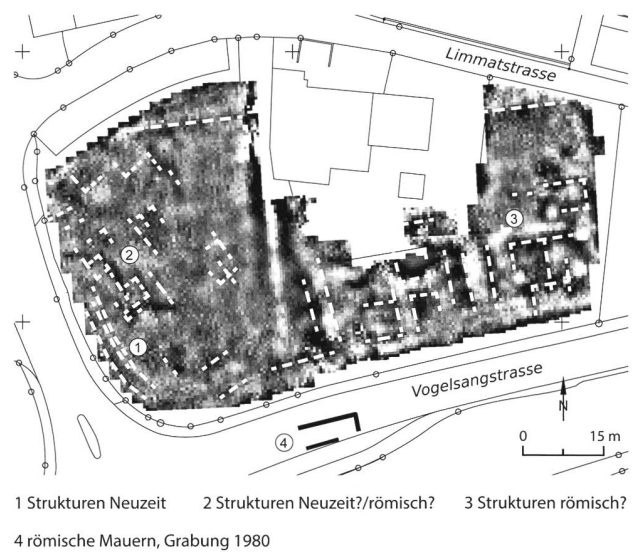 Limmatstrasse
3
2
1
Vogelsangstrasse
N
4
0 15 m
1 Strukturen Neuzeit 2 Strukturen Neuzeit?/römisch? 3 Strukturen römisch?
4 römische Mauern, Grabung 1980